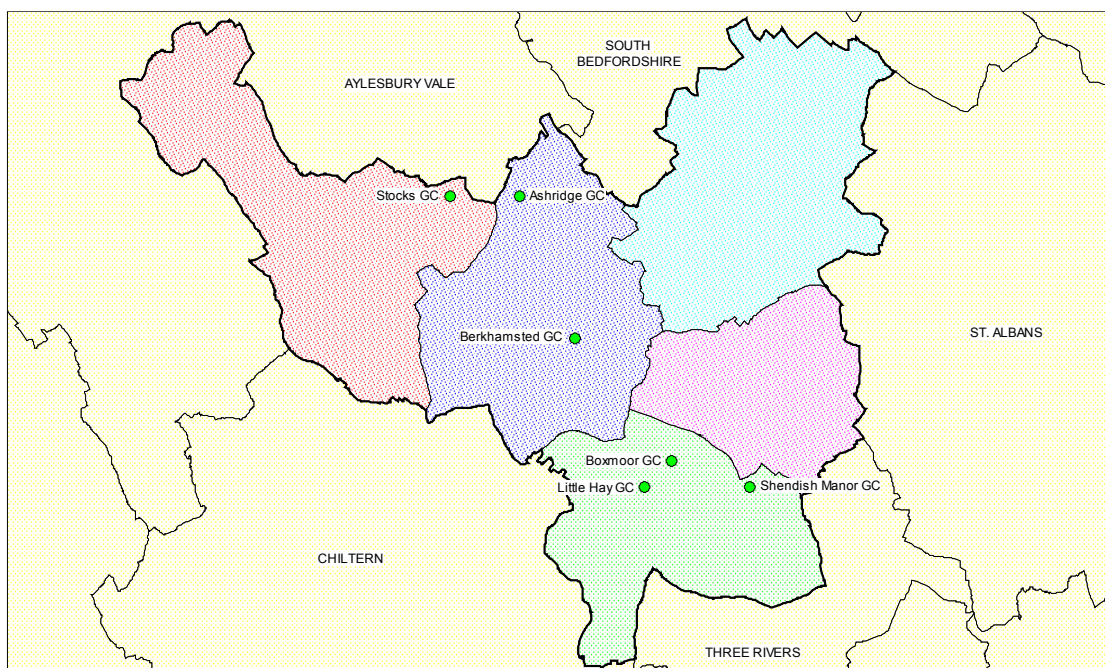 SOUTH
BEDFORDSHIRE
AYLESBURY VALE
Stocks GC
Ashridge GC
Berkhamsted GC
ST. ALBANS
Boxmoor GC
Little Hay GC
Shendish Manor GC
CHILTERN
THREE RIVERS